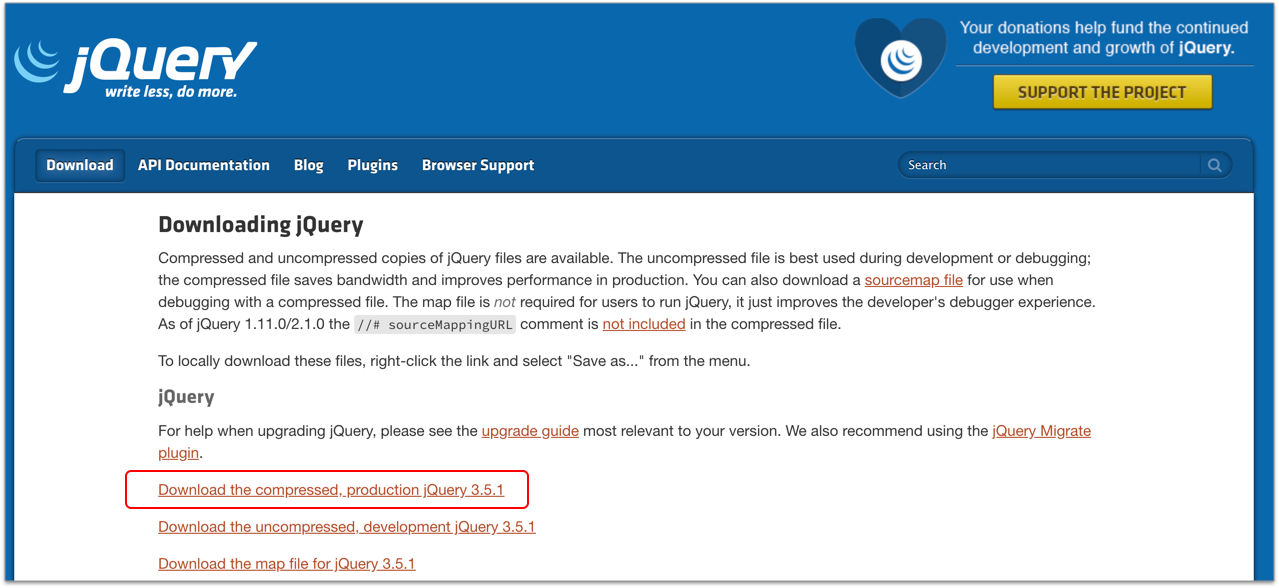 jQuery
write less, do more.
Your donations help fund the continued
development and growth of jQuery.
SUPPORT THE PROJECT
Download API Documentation Blog Plugins Browser Support Search
Downloading jQuery
Compressed and uncompressed copies of jQuery files are available. The uncompressed file is best used during development or debugging;
the compressed file saves bandwidth and improves performance in production. You can also download a sourcemap file for use when
debugging with a compressed file. The map file is not required for users to run jQuery, it just improves the developer's debugger experience.
As of jQuery 1.11.0/2.1.0 the //# sourceMappingURL comment is not included in the compressed file.
To locally download these files, right-click the link and select "Save as..." from the menu.
jQuery
For help when upgrading jQuery, please see the upgrade guide most relevant to your version. We also recommend using the jQuery Migrate
plugin.
Download the compressed, production jQuery 3.5.1
Download the uncompressed, development jQuery 3.5.1
Download the map file for jQuery 3.5.1